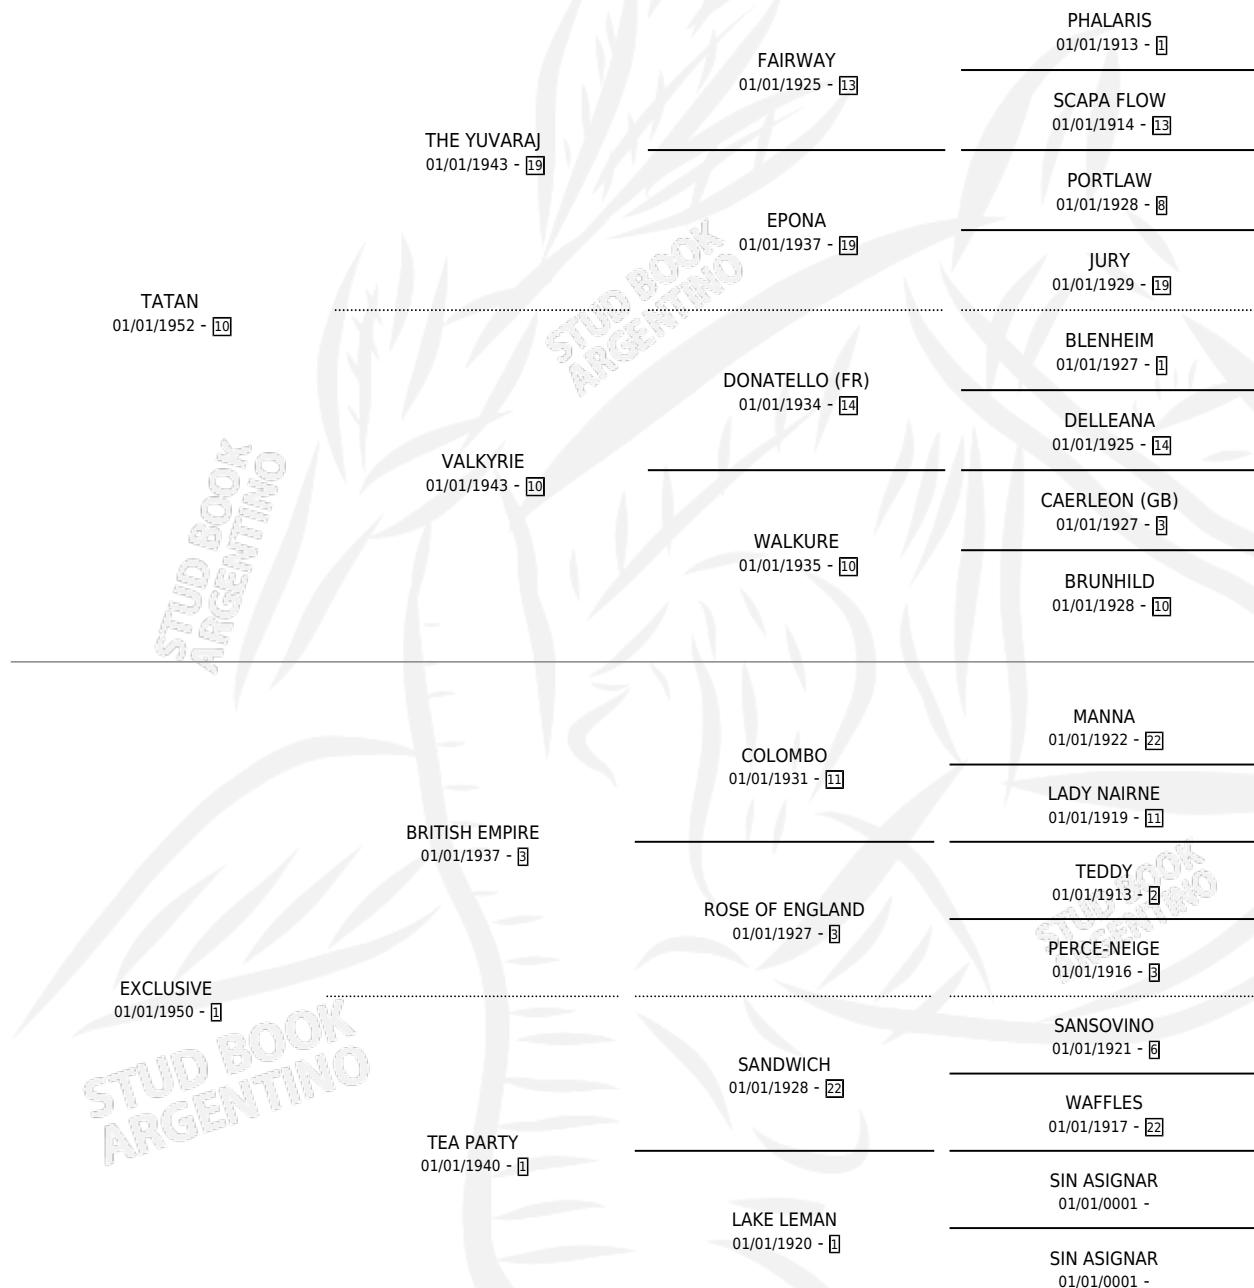 PHALARIS
01/01/1913 - 1
FAIRWAY
01/01/1925 - 13
SCAPA FLOW
01/01/1914 - 13
THE YUVARAJ
01/01/1943 - 19
PORTLAW
01/01/1928 - 8
EPONA
01/01/1937 - 19
JURY
01/01/1929 - 19
TATAN
01/01/1952 - 10
BLENHEIM
01/01/1927 - 1
DONATELLO (FR)
01/01/1934 - 14
DELLEANA
01/01/1925 - 14
VALKYRIE
01/01/1943 - 10
CAERLEON (GB)
01/01/1927 - 3
WALKURE
01/01/1935 - 10
BRUNHILD
01/01/1928 - 10
MANNA
01/01/1922 - 22
COLOMBO
01/01/1931 - 11
LADY NAIRNE
01/01/1919 - 11
BRITISH EMPIRE
01/01/1937 - 3
TEDDY
01/01/1913 - 2
ROSE OF ENGLAND
01/01/1927 - 3
PERCE-NEIGE
01/01/1916 - 3
EXCLUSIVE
01/01/1950 - 1
SANSOVINO
01/01/1921 - 6
SANDWICH
01/01/1928 - 22
WAFFLES
01/01/1917 - 22
TEA PARTY
01/01/1940 - 1
SIN ASIGNAR
01/01/0001 -
LAKE LEMAN
01/01/1920 - 1
SIN ASIGNAR
01/01/0001 -
STUD BOOK
ARGENTINO
STUD BOOK
ARGENTINO
STUD BOOK
ARGENTINO
STUD BOOK
ARGENTINO